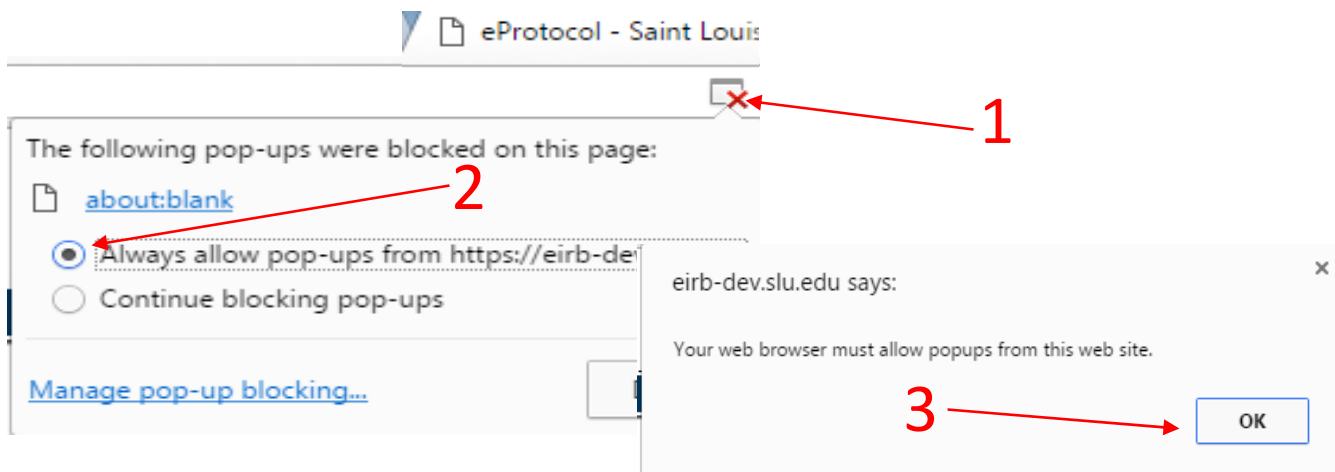 eProtocol - Saint Louis
1
The following pop-ups were blocked on this page:
2
about:blank
Always allow pop-ups from https://eirb-de
Continue blocking pop-ups
Manage pop-up blocking...
eirb-dev.slu.edu says:
Your web browser must allow popups from this web site.
3
OK